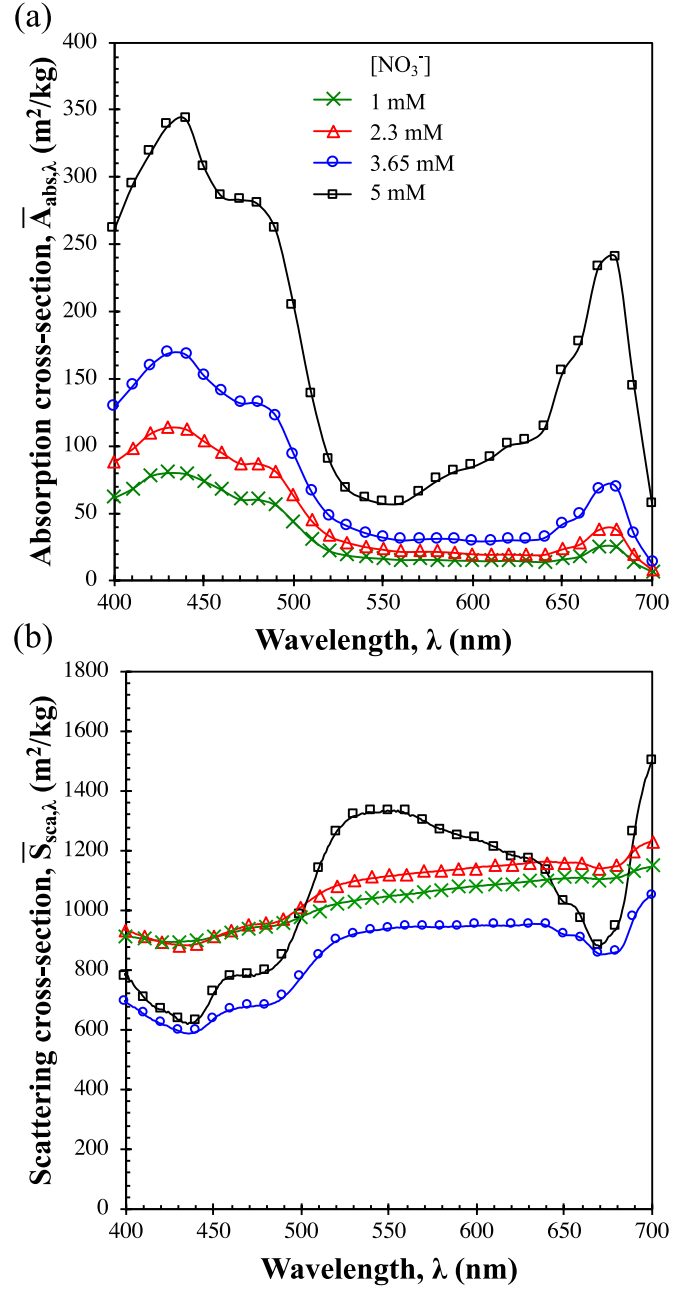 (a)
400
350
300
250
200
150
100
50
0
Absorption cross-section, A̅abs,λ (m²/kg)
[NO₃⁻]
1 mM
2.3 mM
3.65 mM
5 mM
400 450 500 550 600 650 700
Wavelength, λ (nm)
(b)
1800
1600
1400
1200
1000
800
600
400
200
0
Scattering cross-section, S̅sca,λ (m²/kg)
400 450 500 550 600 650 700
Wavelength, λ (nm)